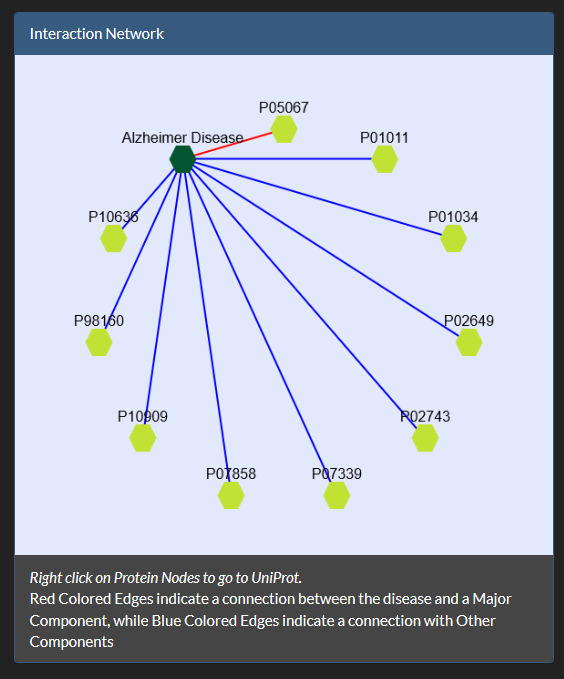 Interaction Network
P05067
Alzheimer Disease
P01011
P10636
P01034
P98160
P02649
P10909
P02743
P07858
P07339
Right click on Protein Nodes to go to UniProt.
Red Colored Edges indicate a connection between the disease and a Major
Component, while Blue Colored Edges indicate a connection with Other
Components